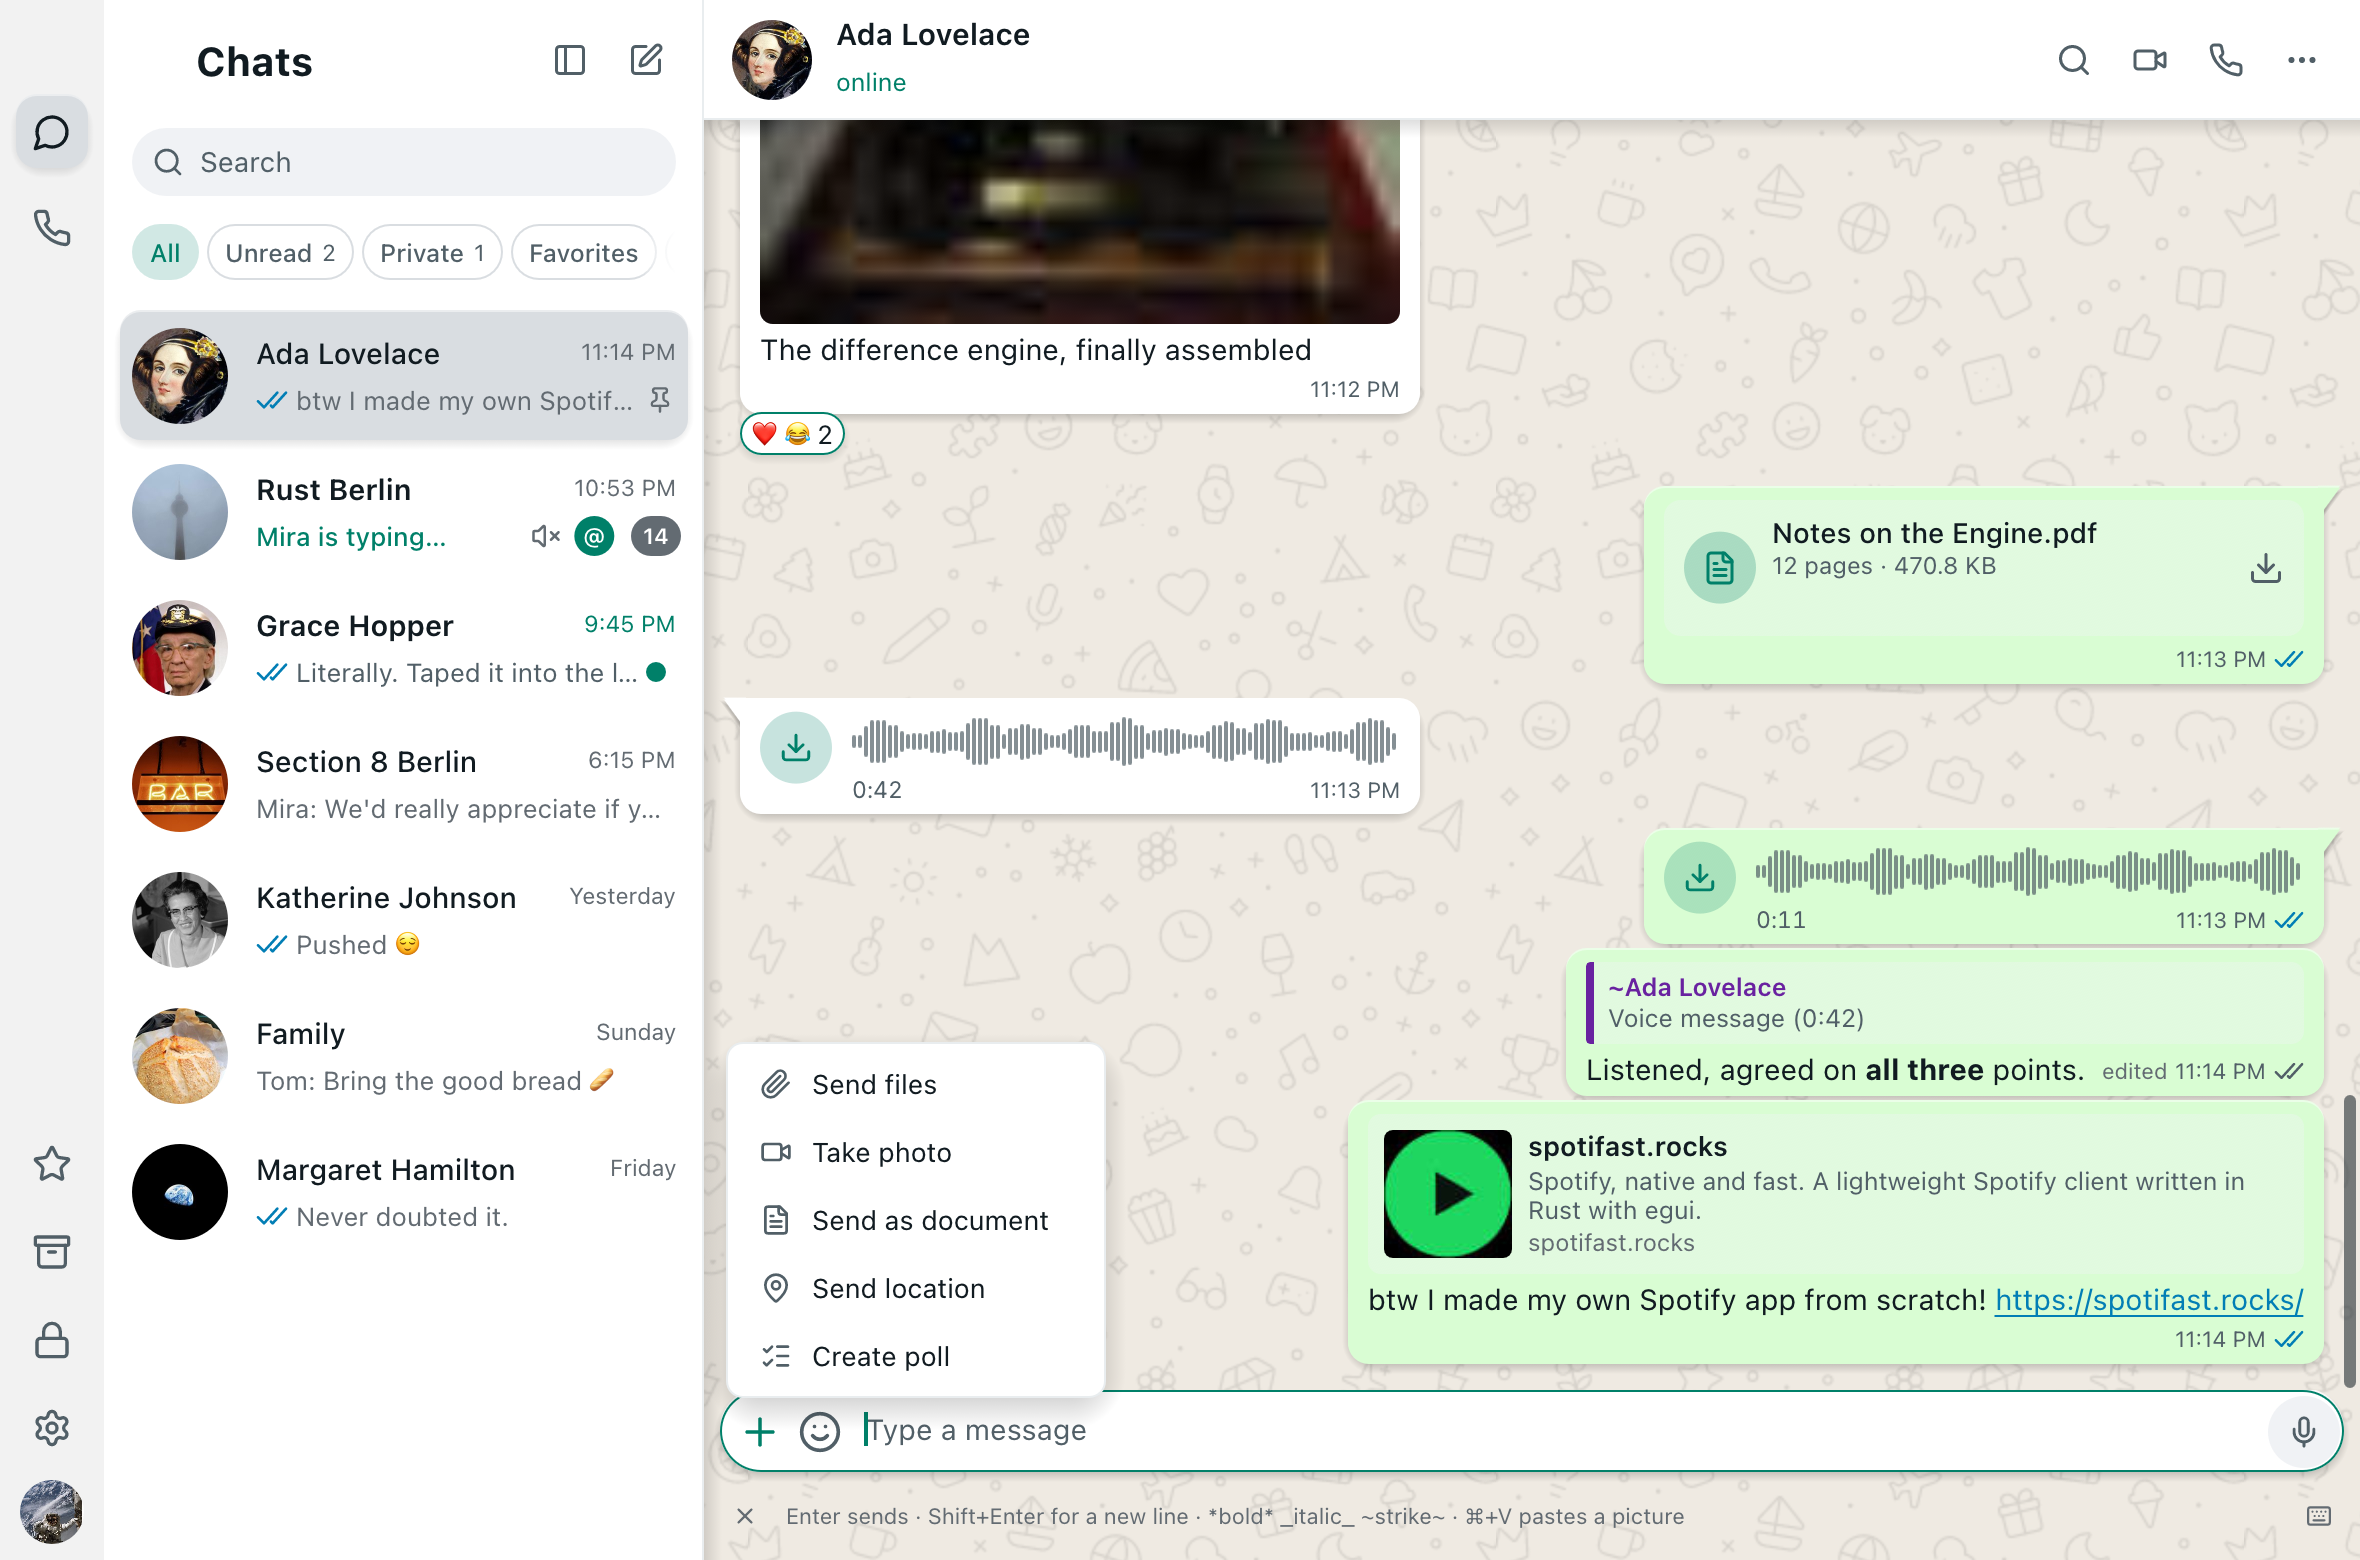 Chats
Search
All
Unread 2
Private 1
Favorites
Ada Lovelace
11:14 PM
btw I made my own Spotif...
Rust Berlin
10:53 PM
Mira is typing...
@
14
Grace Hopper
9:45 PM
Literally. Taped it into the l...
BAR
Section 8 Berlin
6:15 PM
Mira: We'd really appreciate if y...
Katherine Johnson
Yesterday
Pushed 😌
Family
Sunday
Tom: Bring the good bread 🥖
Margaret Hamilton
Friday
Never doubted it.
Ada Lovelace
online
The difference engine, finally assembled
11:12 PM
❤️ 😂 2
Notes on the Engine.pdf
12 pages · 470.8 KB
11:13 PM
0:42
11:13 PM
0:11
11:13 PM
~Ada Lovelace
Voice message (0:42)
Listened, agreed on all three points.
edited 11:14 PM
spotifast.rocks
Spotify, native and fast. A lightweight Spotify client written in
Rust with egui.
spotifast.rocks
btw I made my own Spotify app from scratch! https://spotifast.rocks/
11:14 PM
Send files
Take photo
Send as document
Send location
Create poll
Type a message
Enter sends · Shift+Enter for a new line · *bold* _italic_ ~strike~ · ⌘+V pastes a picture